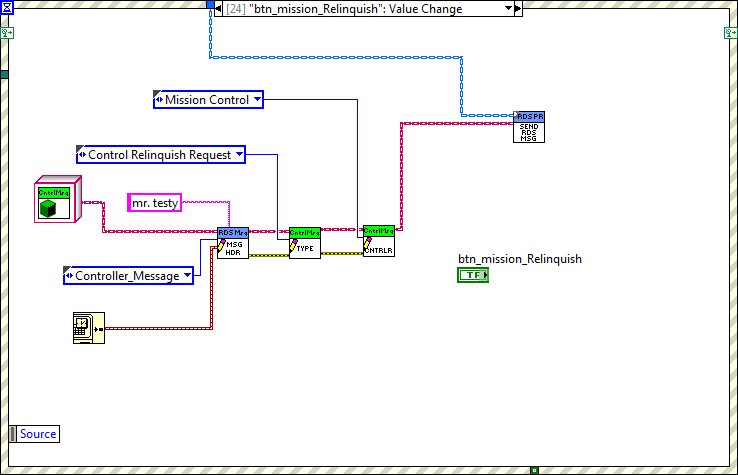 [24] "btn_mission_Relinquish": Value Change
Mission Control
RDS PR
SEND
RDS
MSG
Control Relinquish Request
CntrlMsg
mr. testy
RDS Msg
MSG
HDR
CntrlMsg
TYPE
CntrlMsg
CNTRLR
btn_mission_Relinquish
TF
Controller_Message
Source